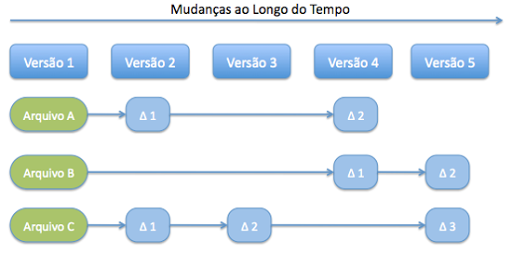 Mudanças ao Longo do Tempo
Versão 1 Versão 2 Versão 3 Versão 4 Versão 5
Arquivo A Δ 1 Δ 2
Arquivo B Δ 1 Δ 2
Arquivo C Δ 1 Δ 2 Δ 3